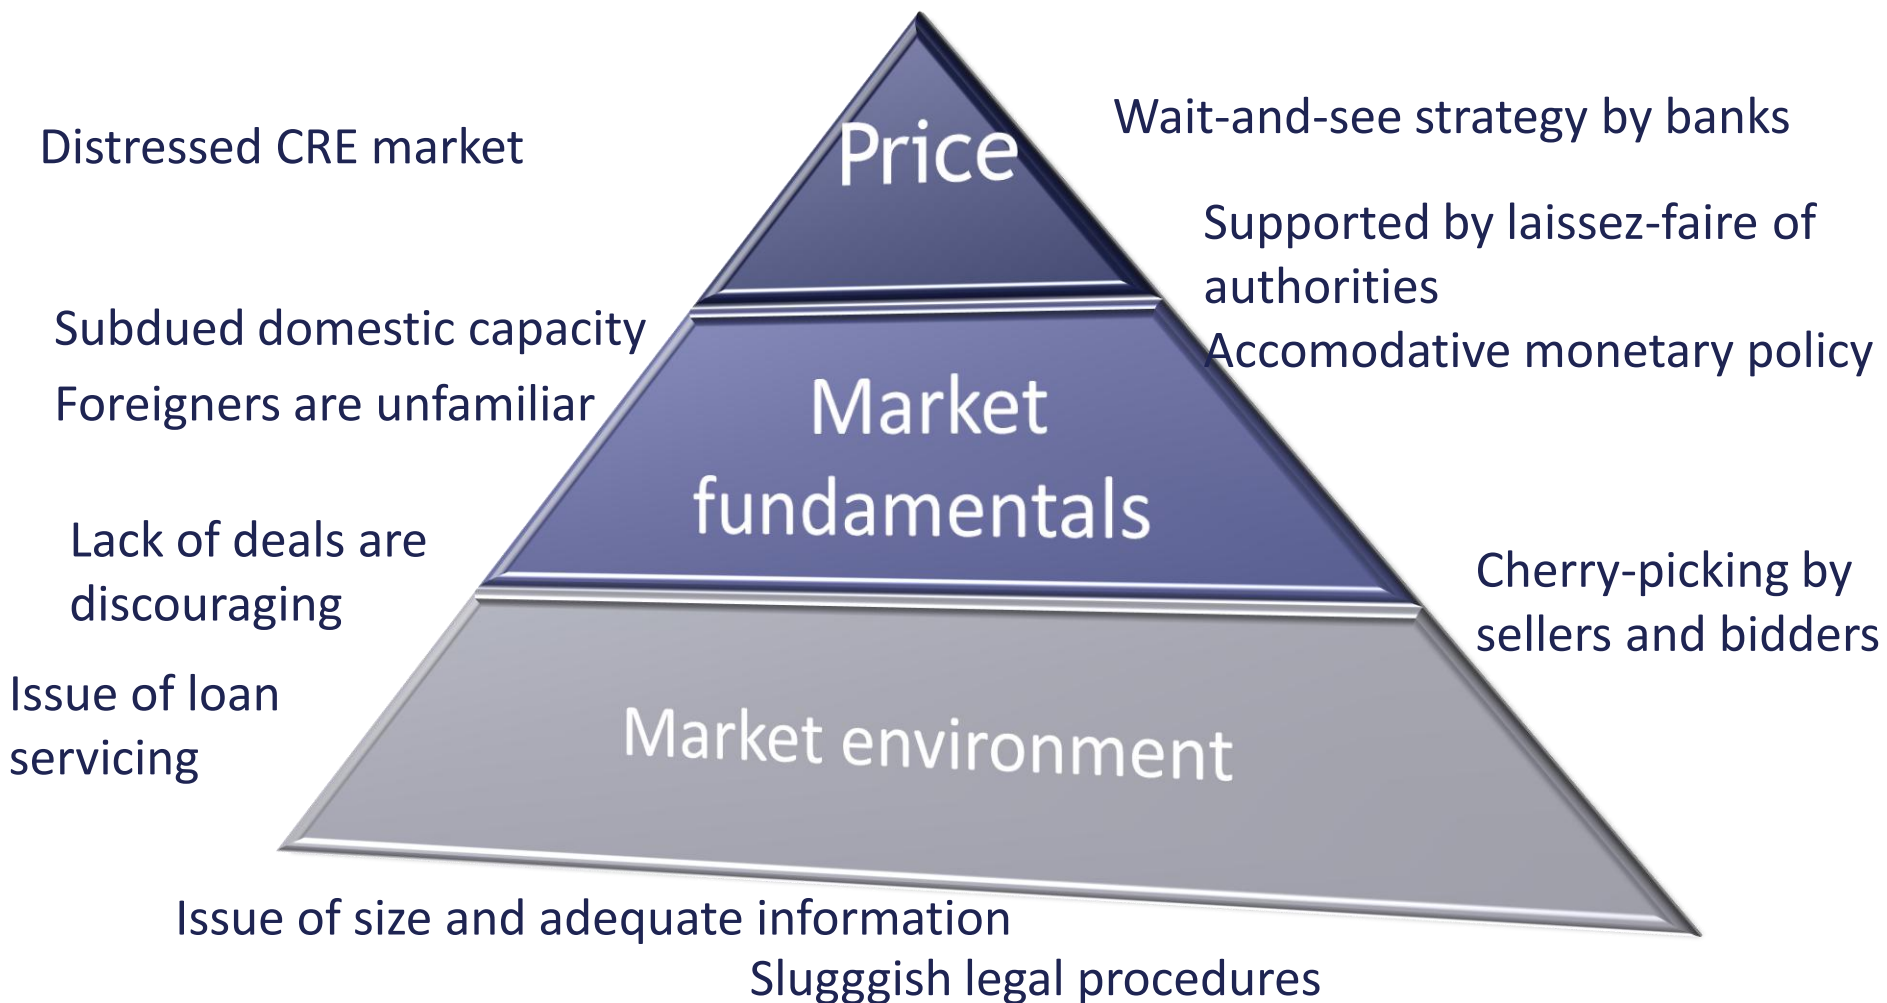 Price
Wait-and-see strategy by banks
Distressed CRE market
Supported by laissez-faire of
authorities
Accomodative monetary policy
Subdued domestic capacity
Foreigners are unfamiliar
Market
fundamentals
Lack of deals are
discouraging
Cherry-picking by
sellers and bidders
Issue of loan
servicing
Market environment
Issue of size and adequate information
Slugggish legal procedures